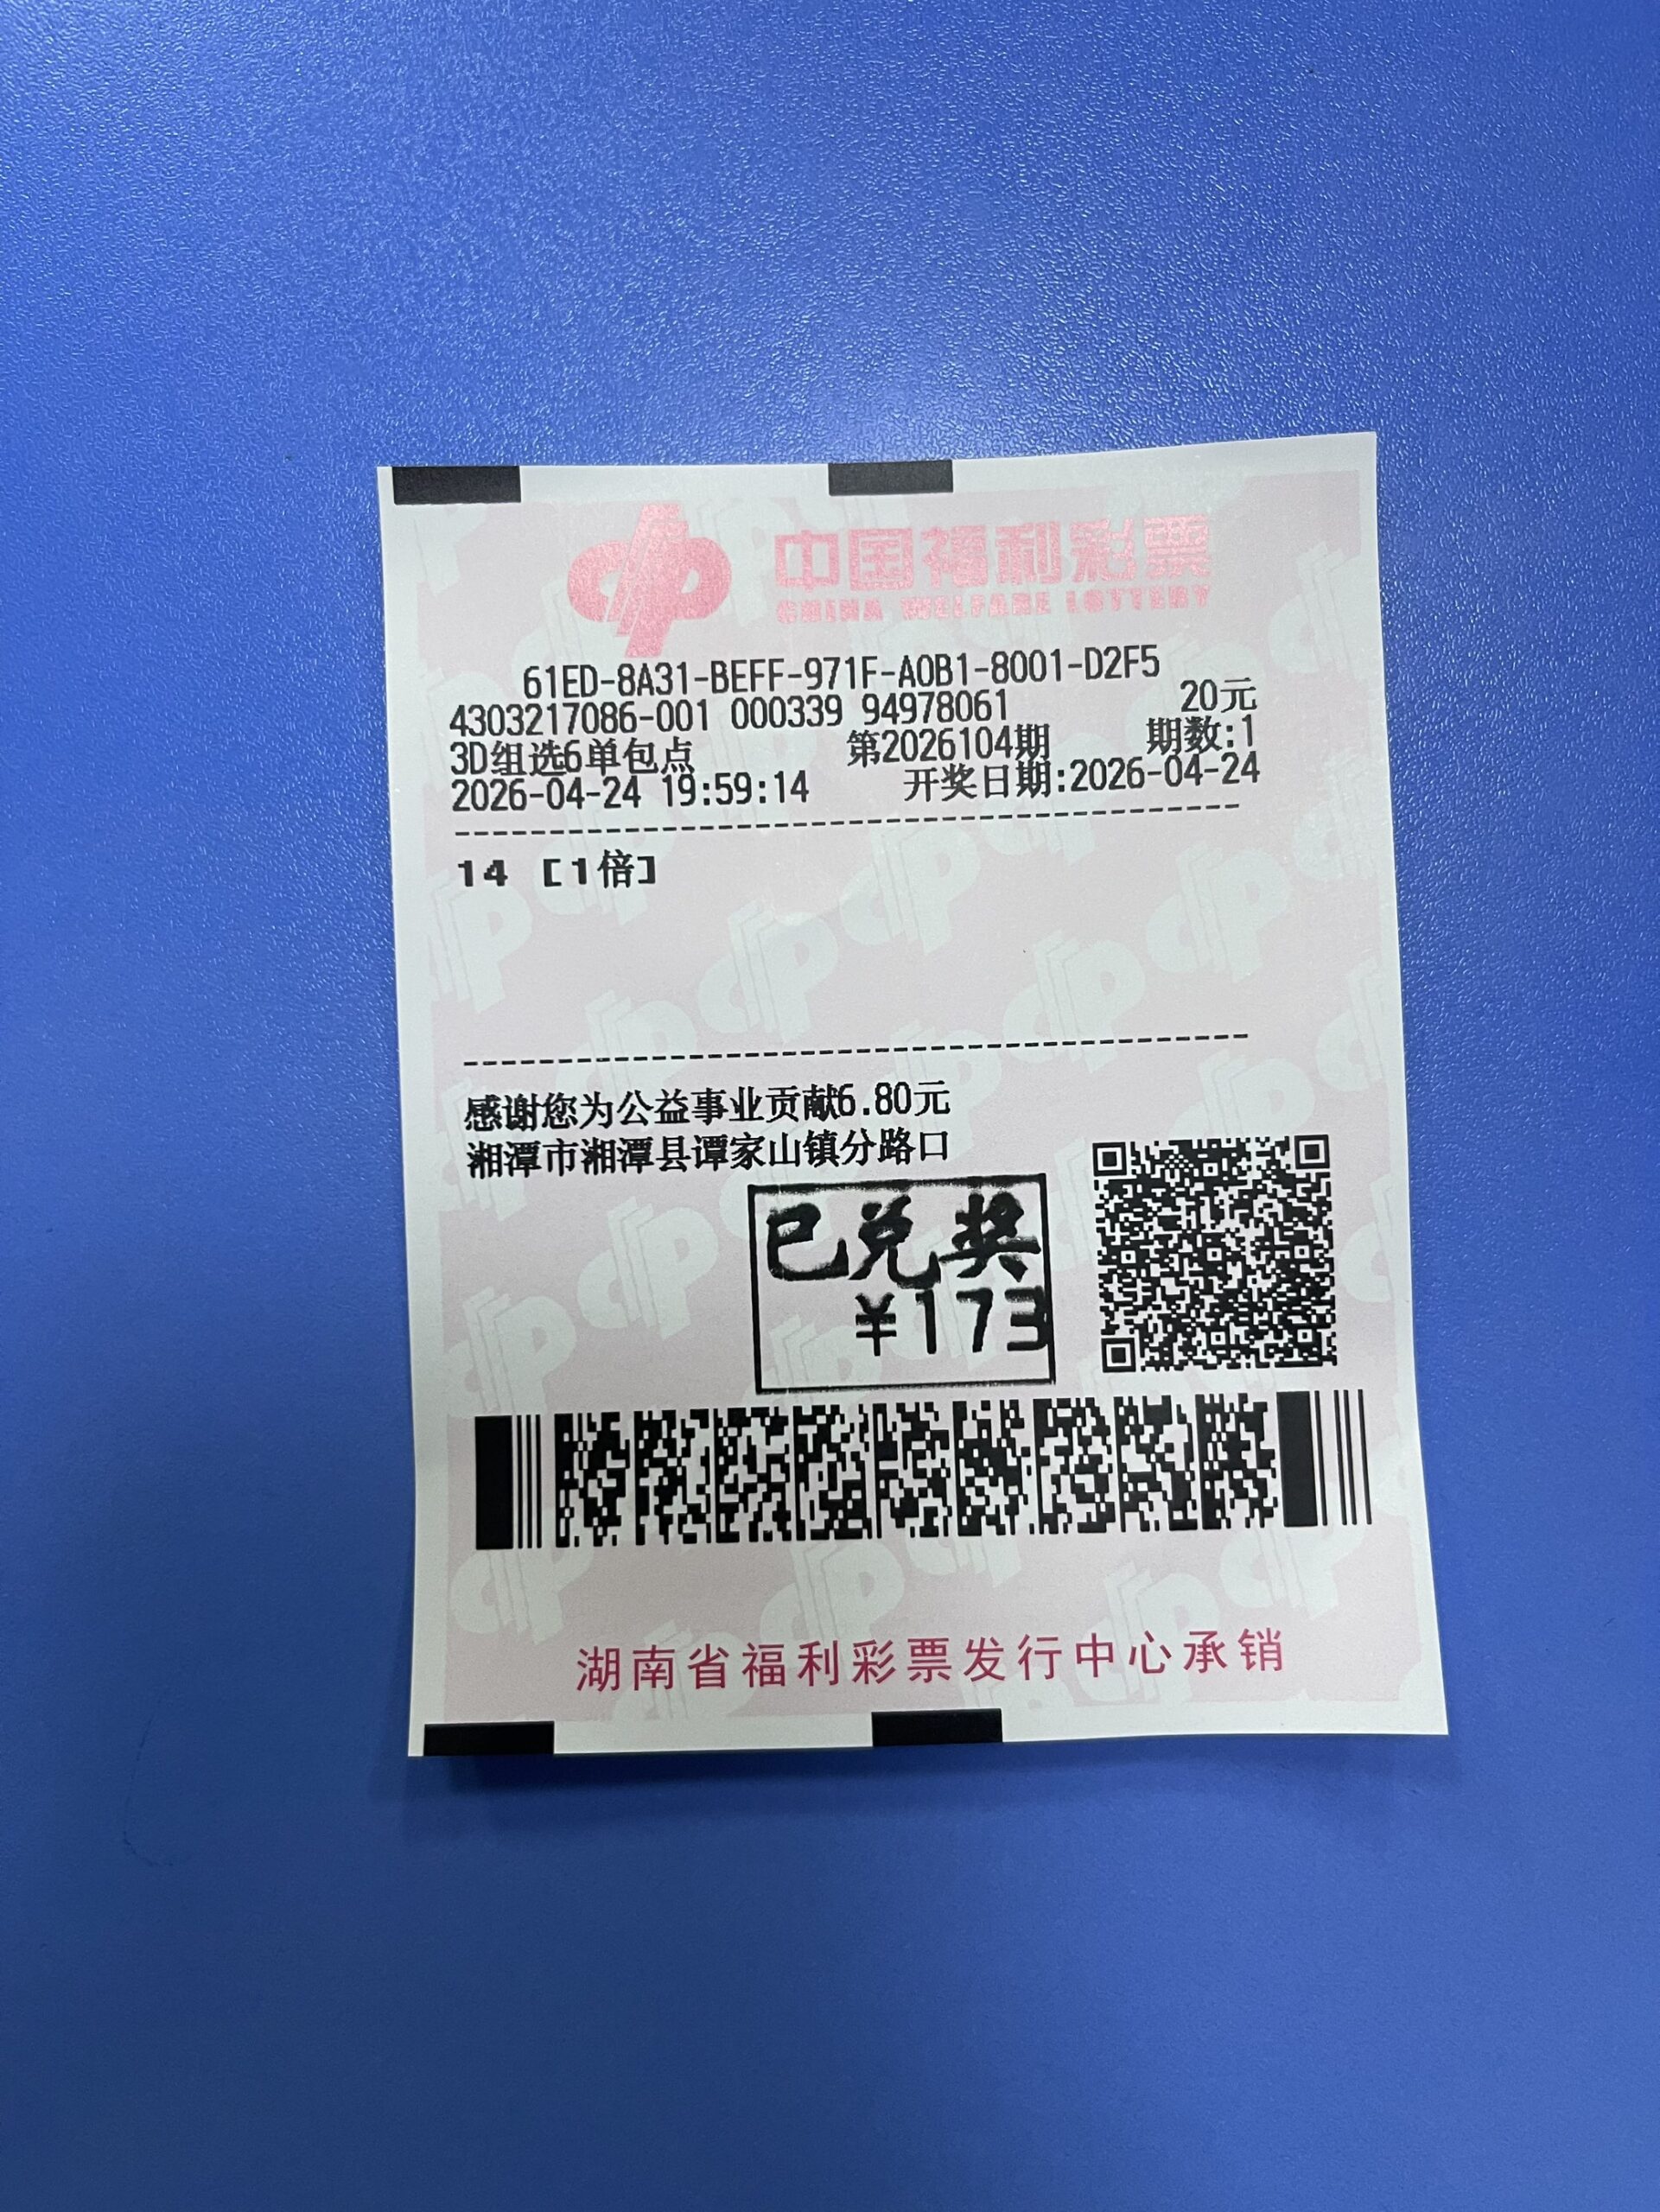 中国福利彩票
CHINA WELFARE LOTTERY
61ED-8A31-BEFF-971F-A0B1-8001-D2F5
4303217086-001 000339 94978061 20元
3D组选6单包点 第2026104期 期数:1
2026-04-24 19:59:14 开奖日期:2026-04-24
14 [1倍]
感谢您为公益事业贡献6.80元
湘潭市湘潭县谭家山镇分路口
已兑奖
¥173
湖南省福利彩票发行中心承销